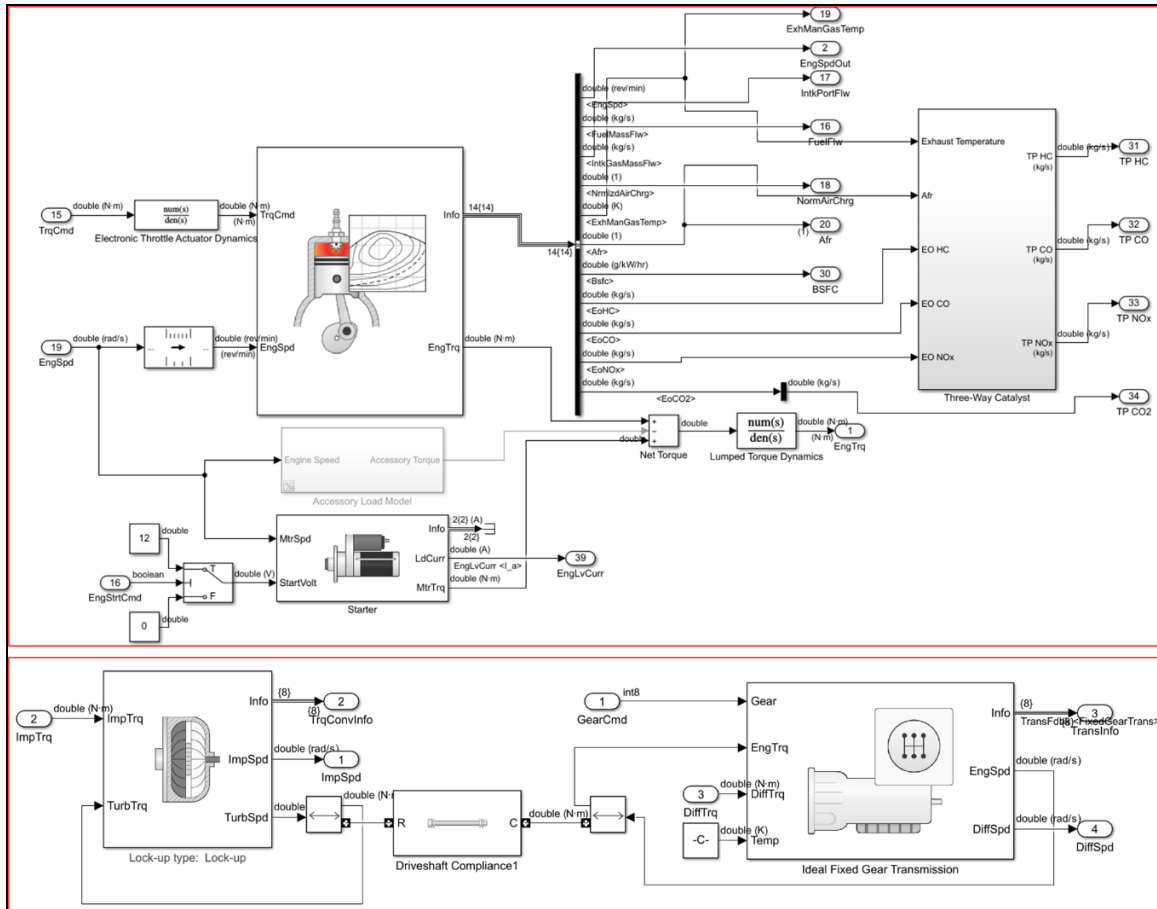 19
ExhManGasTemp
2
EngSpdOut
17
IntkPortFlw
double (rev/min)
<EngSpd>
double (kg/s)
<FuelMassFlw>
double (kg/s)
<IntkGasMassFlw>
double (1)
<NrmlzdAirChrg>
double (K)
<ExhManGasTemp>
double (1)
<Afr>
double (g/kW/hr)
<Bsfc>
double (kg/s)
<EoHC>
double (kg/s)
<EoCO>
double (kg/s)
<EoNOx>
double (kg/s)
<EoCO2>
double (kg/s)
16
FuelFlw
18
NormAirChrg
20
(1)
Afr
30
BSFC
Exhaust Temperature
Afr
EO HC
EO CO
EO NOx
TP HC
(kg/s)
TP CO
(kg/s)
TP NOx
(kg/s)
Three-Way Catalyst
double (kg/s)
31
TP HC
double (kg/s)
32
TP CO
double (kg/s)
33
TP NOx
34
TP CO2
double (N·m)
15
TrqCmd
num(s)
den(s)
Electronic Throttle Actuator Dynamics
double (N·m)
(N·m)
TrqCmd
Info
14{14}
14{14}
double (rad/s)
19
EngSpd
double (rev/min)
(rev/min)
EngSpd
EngTrq
double (N·m)
Engine Speed
Accessory Torque
Accessory Load Model
+
−
+
double
Net Torque
double
num(s)
den(s)
Lumped Torque Dynamics
double (N·m)
(N·m)
1
EngTrq
12
double
boolean
16
EngStrtCmd
0
double
T
F
double (V)
MtrSpd
StartVolt
Info
LdCurr
MtrTrq
Starter
2{2} (A)
2{2}
double (A)
EngLvCurr <I_a>
double (N·m)
39
EngLvCurr
double (N·m)
2
ImpTrq
ImpTrq
TurbTrq
Info
ImpSpd
TurbSpd
Lock-up type: Lock-up
{8}
{8}
2
TrqConvInfo
double (rad/s)
1
ImpSpd
double
double (N·
R
C
Driveshaft Compliance1
double (N·m)
1
GearCmd
int8
double (N·m)
3
DiffTrq
-C-
double (K)
Gear
EngTrq
DiffTrq
Temp
Info
EngSpd
DiffSpd
Ideal Fixed Gear Transmission
{8}
TransFdbk <FixedGearTrans>
{8}
3
TransInfo
double (rad/s)
double (rad/s)
4
DiffSpd